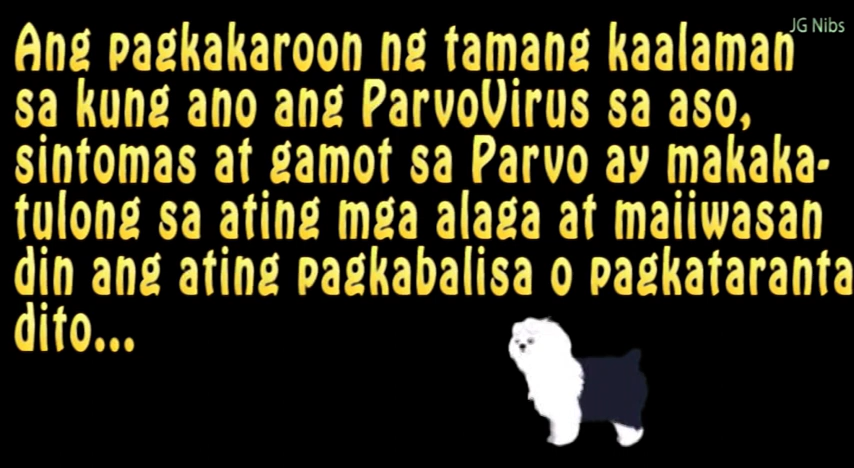 JG Nibs
Ang pagkakaroon ng tamang kaalaman
sa kung ano ang ParvoVirus sa aso,
sintomas at gamot sa Parvo ay makaka-
tulong sa ating mga alaga at maiiwasan
din ang ating pagkabalisa o pagkataranta
dito...